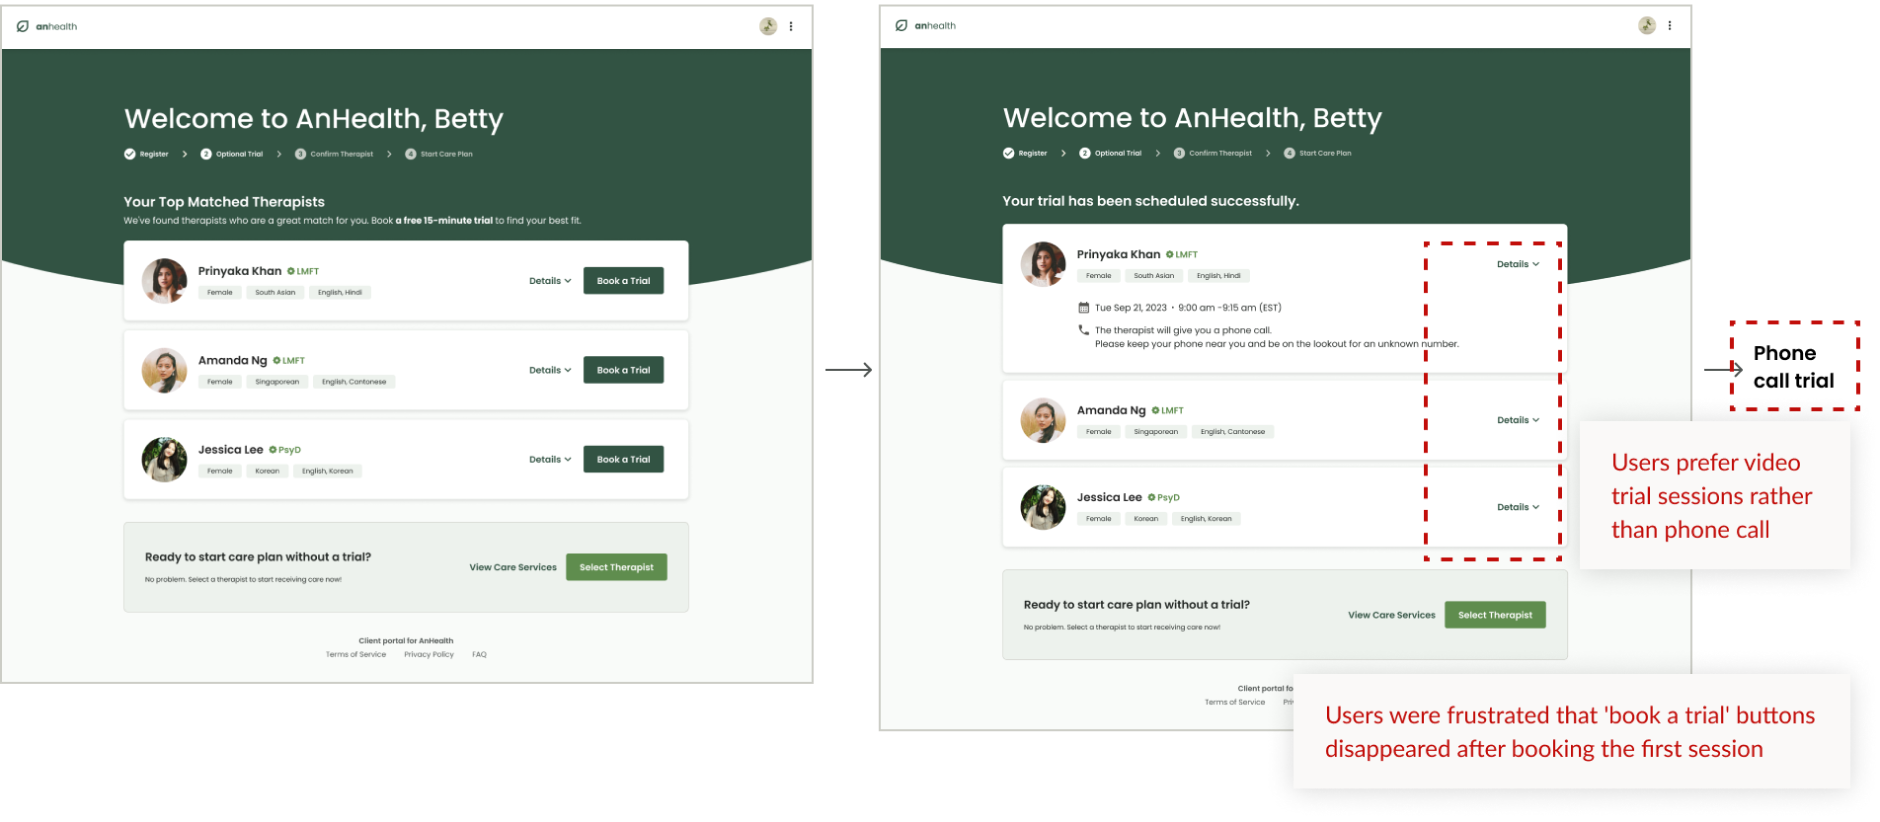 anhealth
Welcome to AnHealth, Betty
Register > 2 Optional Trial > 3 Confirm Therapist > 4 Start Care Plan
Your Top Matched Therapists
We've found therapists who are a great match for you. Book a free 15-minute trial to find your best fit.
Prinyaka Khan LMFT
Female South Asian English, Hindi
Details
Book a Trial
Amanda Ng LMFT
Female Singaporean English, Cantonese
Details
Book a Trial
Jessica Lee PsyD
Female Korean English, Korean
Details
Book a Trial
Ready to start care plan without a trial?
No problem. Select a therapist to start receiving care now!
View Care Services
Select Therapist
Client portal for AnHealth
Terms of Service Privacy Policy FAQ
anhealth
Welcome to AnHealth, Betty
Register > 2 Optional Trial > 3 Confirm Therapist > 4 Start Care Plan
Your trial has been scheduled successfully.
Prinyaka Khan LMFT
Female South Asian English, Hindi
Details
Tue Sep 21, 2023 • 9:00 am -9:15 am (EST)
The therapist will give you a phone call.
Please keep your phone near you and be on the lookout for an unknown number.
Amanda Ng LMFT
Female Singaporean English, Cantonese
Details
Jessica Lee PsyD
Female Korean English, Korean
Details
Ready to start care plan without a trial?
No problem. Select a therapist to start receiving care now!
View Care Services
Select Therapist
Client portal fo
Terms of Service Pri
Phone
call trial
Users prefer video
trial sessions rather
than phone call
Users were frustrated that 'book a trial' buttons
disappeared after booking the first session